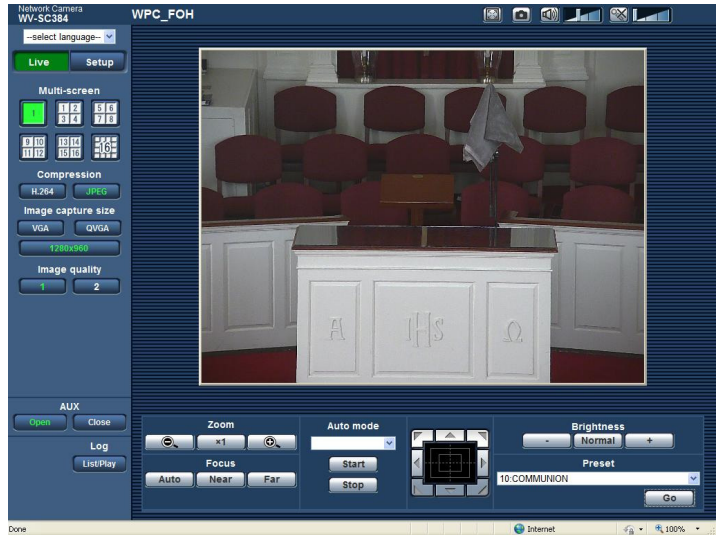 Network Camera
WV-SC384
WPC_FOH
--select language--
Live
Setup
Multi-screen
1
1 2
3 4
5 6
7 8
9 10
11 12
13 14
15 16
16
Compression
H.264
JPEG
Image capture size
VGA
QVGA
1280x960
Image quality
1
2
A
IHS
Ω
AUX
Open
Close
Log
List/Play
Zoom
×1
Focus
Auto
Near
Far
Auto mode
Start
Stop
Brightness
-
Normal
+
Preset
10:COMMUNION
Go
Done
Internet
100%